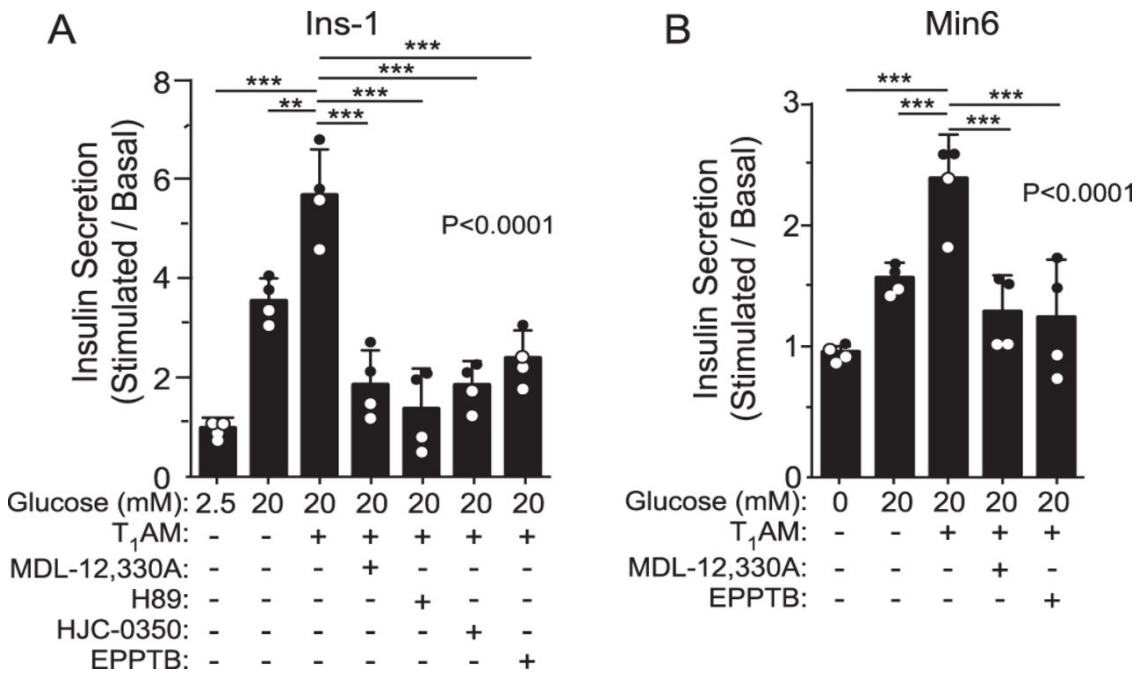 A
Ins-1
***
***
***
***
**
***
8
6
4
2
0
Insulin Secretion
(Stimulated / Basal)
P<0.0001
Glucose (mM): 2.5 20 20 20 20 20 20
T1AM: - - + + + + +
MDL-12,330A: - - - + - - -
H89: - - - - + - -
HJC-0350: - - - - - + -
EPPTB: - - - - - - +
B
Min6
***
***
***
***
3
2
1
0
Insulin Secretion
(Stimulated / Basal)
P<0.0001
Glucose (mM): 0 20 20 20 20
T1AM: - - + + +
MDL-12,330A: - - - + -
EPPTB: - - - - +